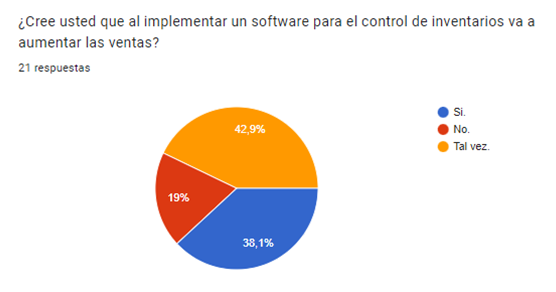 ¿Cree usted que al implementar un software para el control de inventarios va a
aumentar las ventas?
21 respuestas
42,9%
19%
38,1%
Si.
No.
Tal vez.